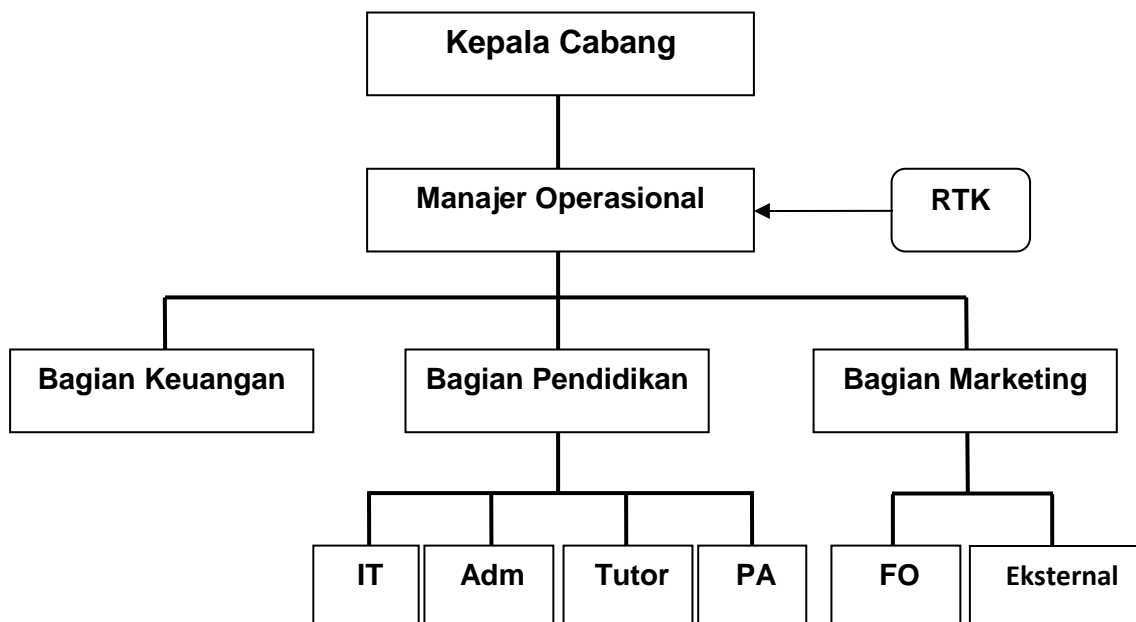 Kepala Cabang
Manajer Operasional
RTK
Bagian Keuangan
Bagian Pendidikan
Bagian Marketing
IT
Adm
Tutor
PA
FO
Eksternal